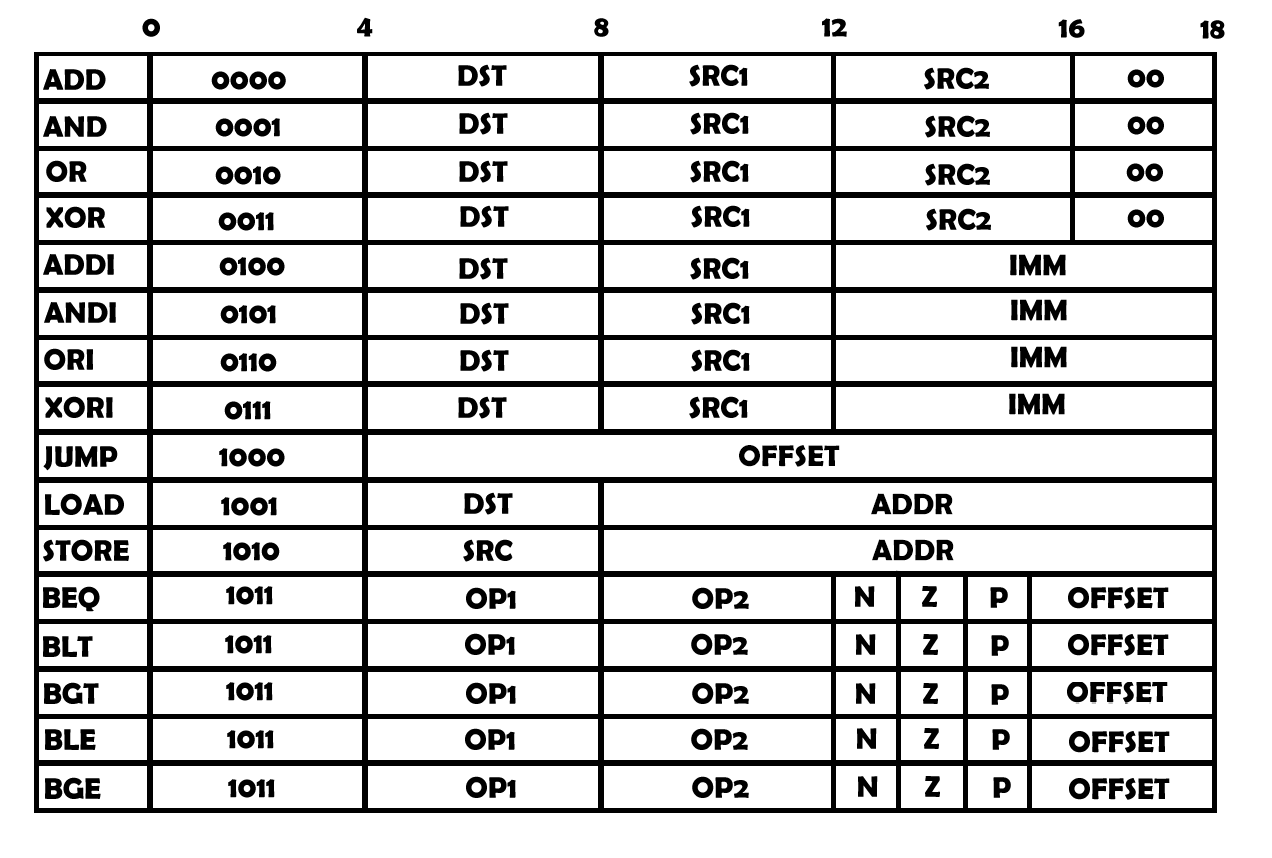 0 4 8 12 16 18
ADD 0000 DST SRC1 SRC2 00
AND 0001 DST SRC1 SRC2 00
OR 0010 DST SRC1 SRC2 00
XOR 0011 DST SRC1 SRC2 00
ADDI 0100 DST SRC1 IMM
ANDI 0101 DST SRC1 IMM
ORI 0110 DST SRC1 IMM
XORI 0111 DST SRC1 IMM
JUMP 1000 OFFSET
LOAD 1001 DST ADDR
STORE 1010 SRC ADDR
BEQ 1011 OP1 OP2 N Z P OFFSET
BLT 1011 OP1 OP2 N Z P OFFSET
BGT 1011 OP1 OP2 N Z P OFFSET
BLE 1011 OP1 OP2 N Z P OFFSET
BGE 1011 OP1 OP2 N Z P OFFSET